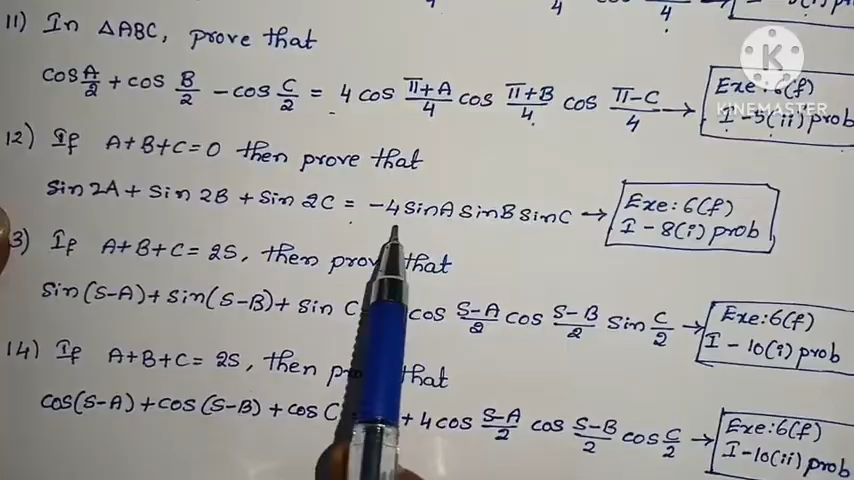 4 4 4
11) In △ABC, prove that
cos A/2 + cos B/2 - cos C/2 = 4 cos π+A/4 cos π+B/4 cos π-C/4 → Exe: 6(f)
I-5(ii) prob
KINEMASTER
12) If A+B+C=0 then prove that
sin 2A + sin 2B + sin 2C = -4 sinA sinB sinC → Exe: 6(f)
I-8(i) prob
3) If A+B+C= 2S, then prove that
sin(S-A) + sin(S-B) + sin C cos S-A/2 cos S-B/2 sin C/2 → Exe: 6(f)
I-10(i) prob
14) If A+B+C= 2S, then that
cos(S-A) + cos(S-B) + cos C + 4 cos S-A/2 cos S-B/2 cos C/2 → Exe: 6(f)
I-10(ii) prob